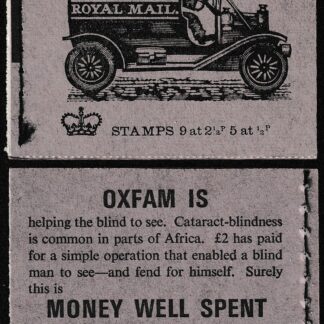 ROYAL MAIL.
STAMPS 9 at 2½P 5 at ½P
OXFAM IS
helping the blind to see. Cataract-blindness
is common in parts of Africa. £2 has paid
for a simple operation that enabled a blind
man to see—and fend for himself. Surely
this is
MONEY WELL SPENT